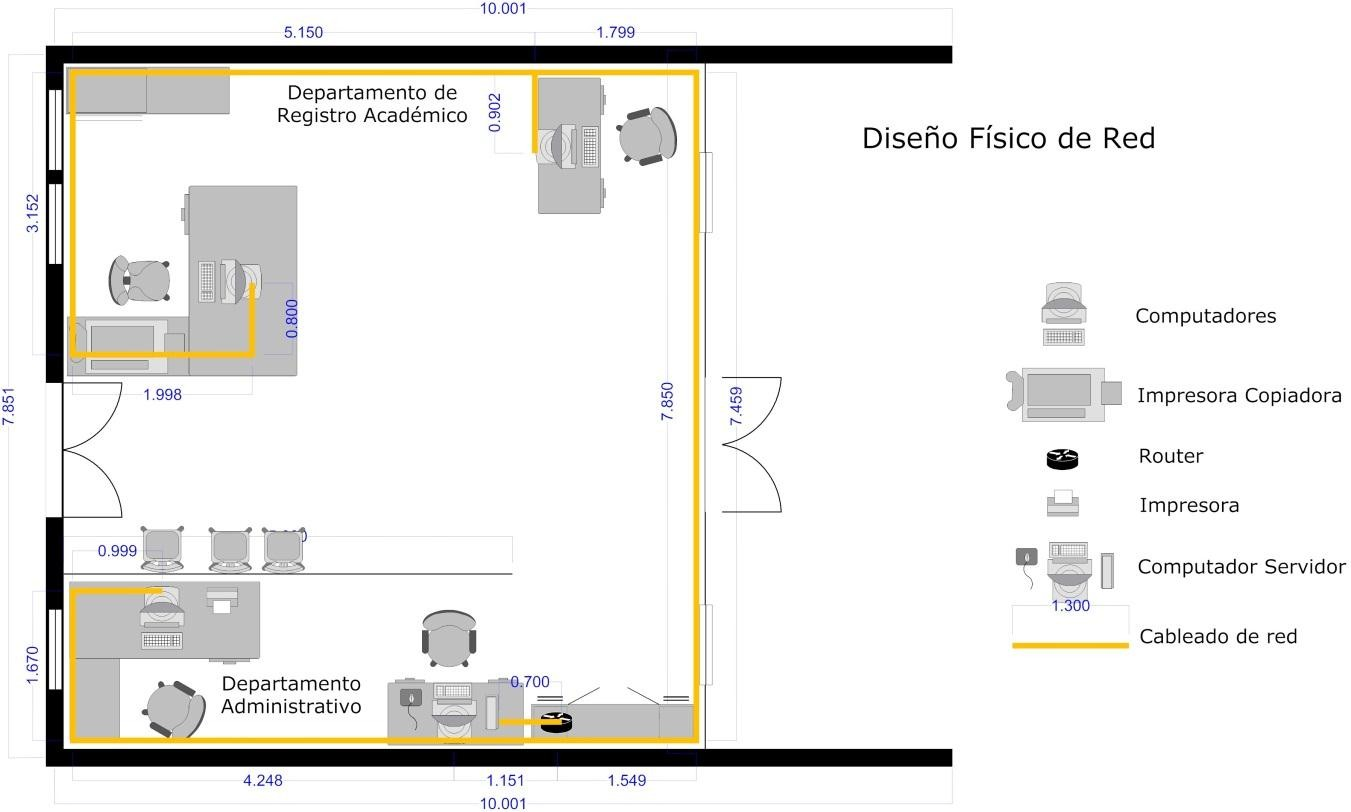 10.001
5.150
1.799
Departamento de
Registro Académico
0.902
Diseño Físico de Red
3.152
0.800
Computadores
1.998
7.851
7.850
7.459
Impresora Copiadora
Router
Impresora
0.999
Computador Servidor
1.300
Cableado de red
1.670
Departamento
Administrativo
0.700
4.248
1.151
1.549
10.001